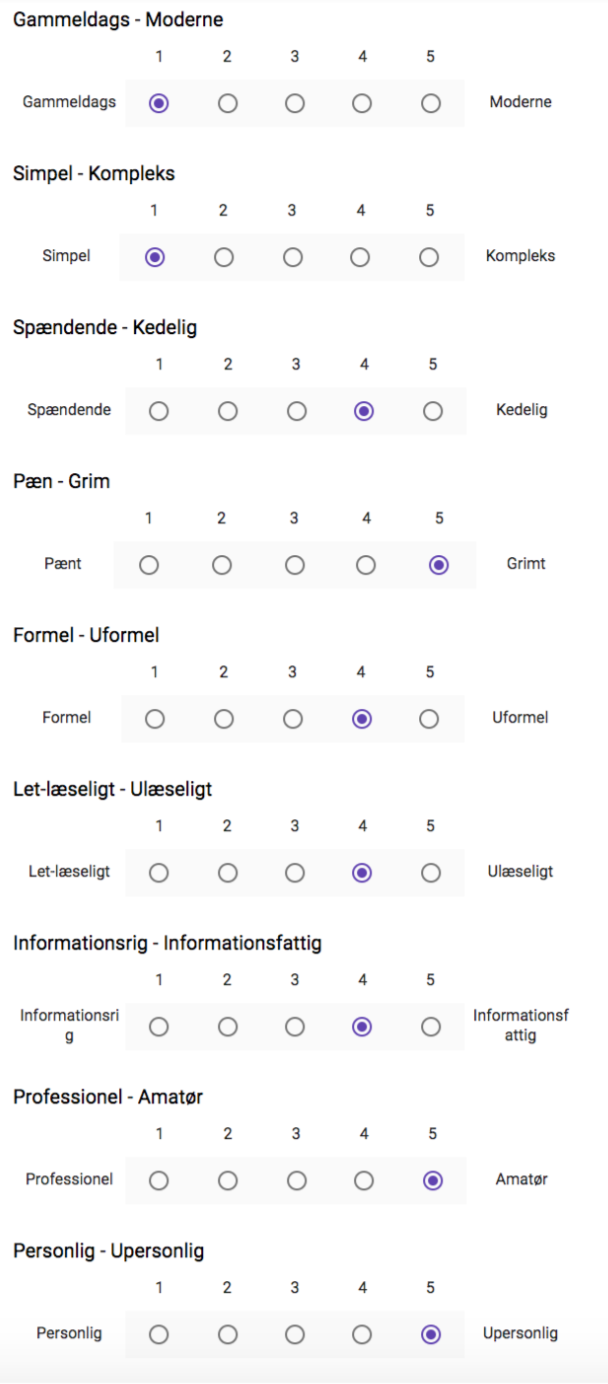 Gammeldags - Moderne
1 2 3 4 5
Gammeldags Moderne
Simpel - Kompleks
1 2 3 4 5
Simpel Kompleks
Spændende - Kedelig
1 2 3 4 5
Spændende Kedelig
Pæn - Grim
1 2 3 4 5
Pænt Grimt
Formel - Uformel
1 2 3 4 5
Formel Uformel
Let-læseligt - Ulæseligt
1 2 3 4 5
Let-læseligt Ulæseligt
Informationsrig - Informationsfattig
1 2 3 4 5
Informationsri Informationsf
g attig
Professionel - Amatør
1 2 3 4 5
Professionel Amatør
Personlig - Upersonlig
1 2 3 4 5
Personlig Upersonlig